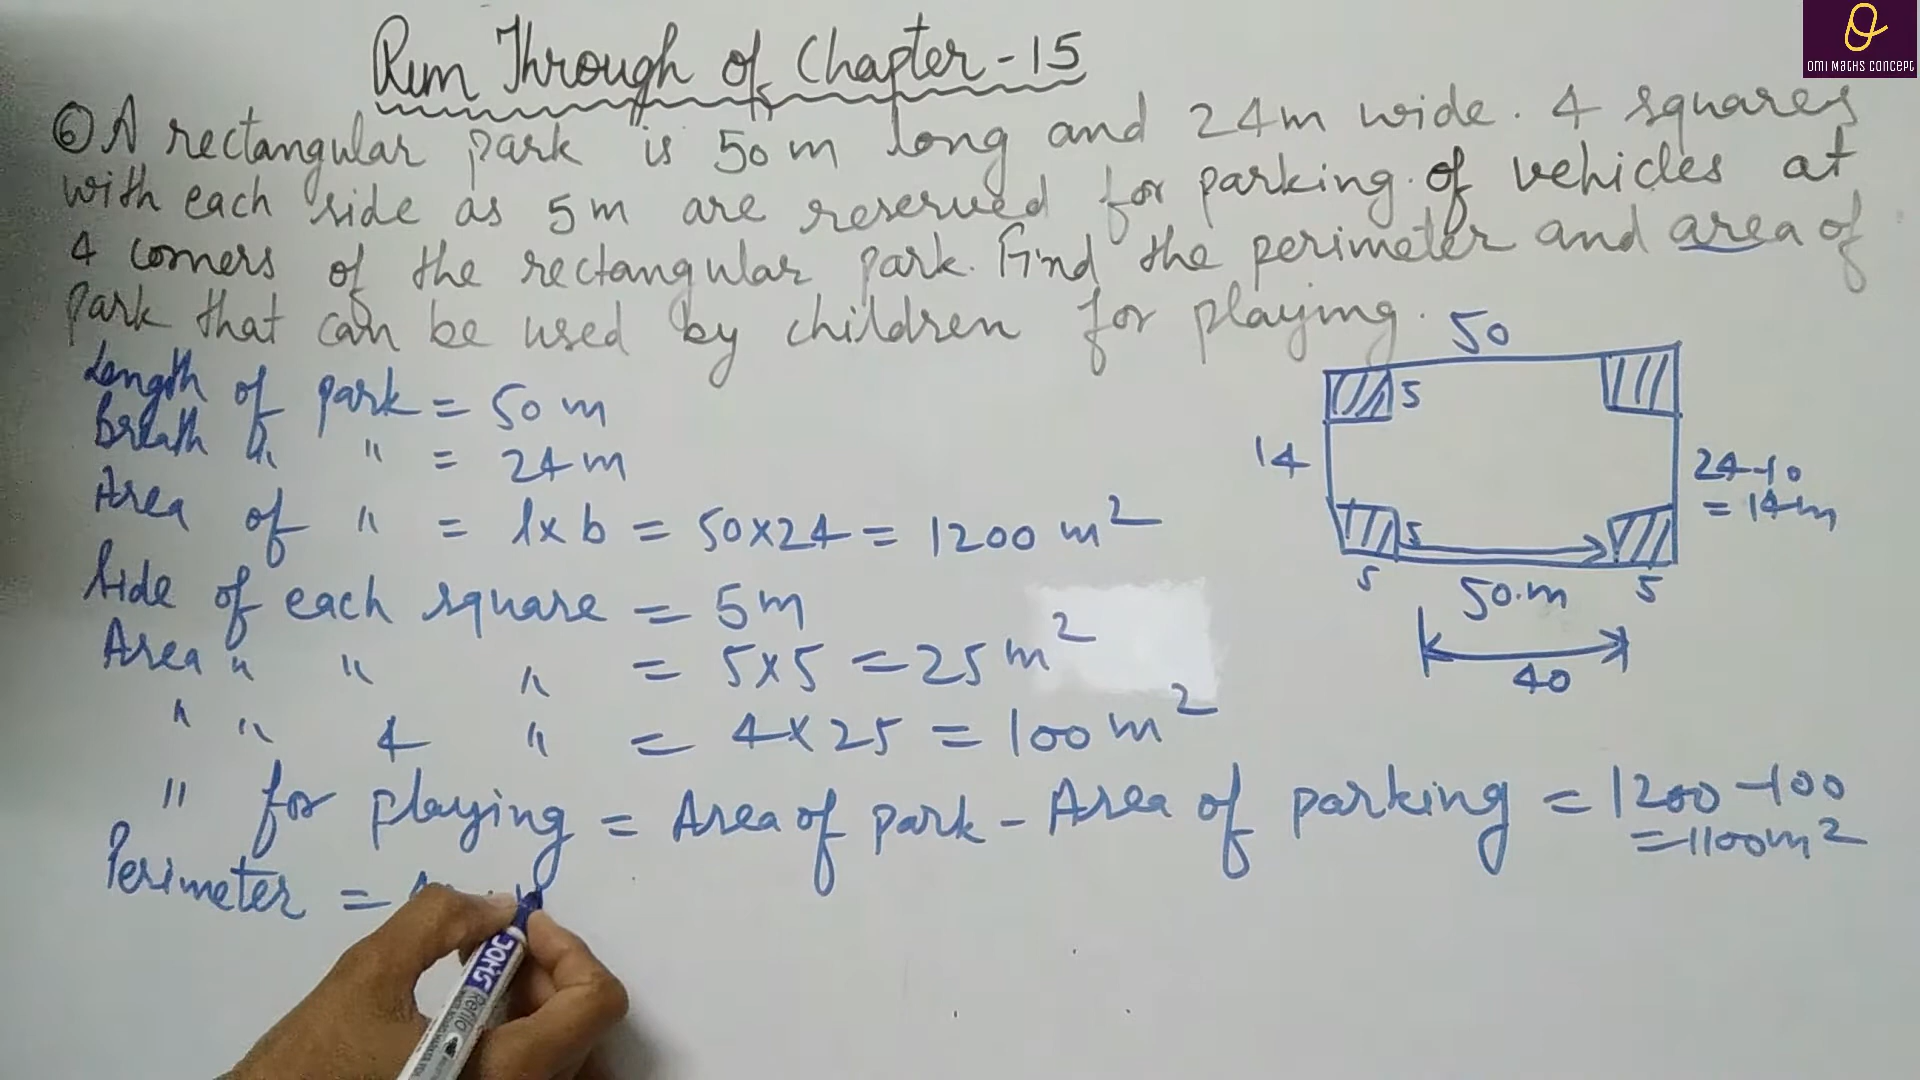 OMI MATHS CONCEPT
Run Through of Chapter-15
⑥ A rectangular park is 50m long and 24m wide. 4 squares
with each side as 5m are reserved for parking of vehicles at
4 corners of the rectangular park. Find the perimeter and area of
park that can be used by children for playing.
Length of park = 50 m
Breath " " = 24 m
Area of " = l×b = 50×24 = 1200 m²
Side of each square = 5 m
Area " " " = 5×5 = 25 m²
" " 4 " = 4×25 = 100 m²
" for playing = Area of park - Area of parking = 1200-100
= 1100m²
Perimeter =
50
5
14
24-10
= 14m
5
5
50.m
5
40
DOMS